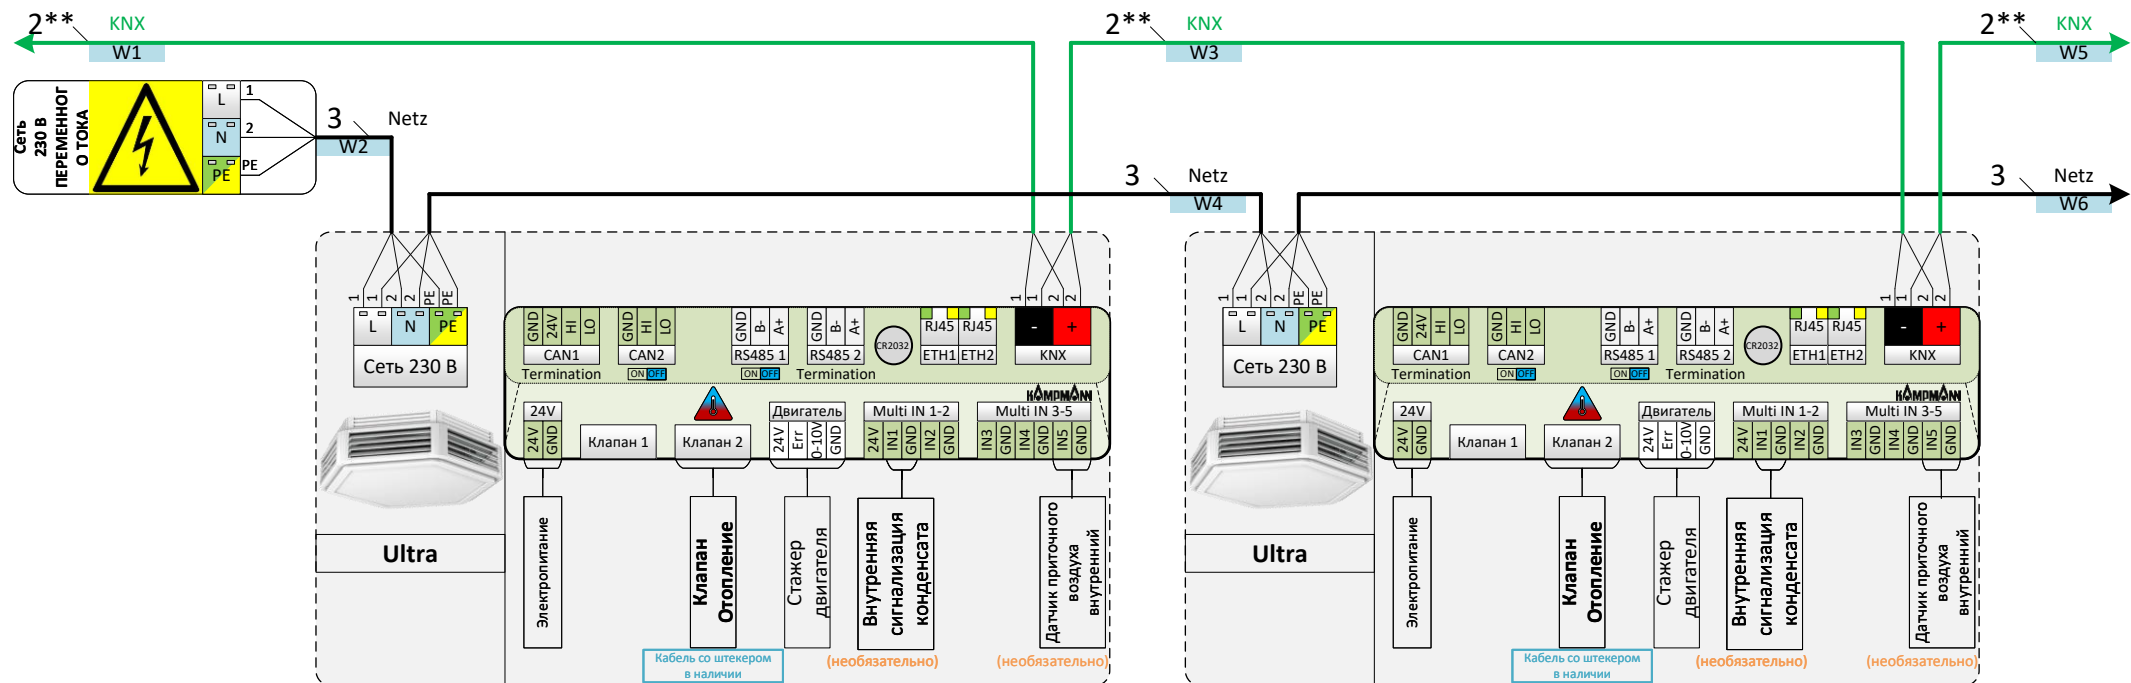 2** KNX
W1
2** KNX
W3
2** KNX
W5
Сеть
230 В
ПЕРЕМЕННОГ
О ТОКА
L 1
N 2
PE PE
3 Netz
W2
3 Netz
W4
3 Netz
W6
1 1 2 2 PE PE
L N PE
Сеть 230 В
Ultra
1 1 2 2
GND 24V HI LO
CAN1
GND HI LO
CAN2
GND B- A+
RS485 1
GND B- A+
RS485 2
CR2032
RJ45 RJ45
ETH1 ETH2
- +
KNX
Termination ON OFF ON OFF Termination
KAMPMANN
24V
24V GND
Клапан 1
Клапан 2
Двигатель
24V Err 0-10V GND
Multi IN 1-2
24V IN1 GND IN2 GND
Multi IN 3-5
IN3 GND IN4 GND IN5 GND
Электропитание
Клапан
Отопление
Стажер
двигателя
Внутренняя
сигнализация
конденсата
Датчик приточного
воздуха
внутренний
Кабель со штекером
в наличии
(необязательно)
(необязательно)
1 1 2 2 PE PE
L N PE
Сеть 230 В
Ultra
1 1 2 2
GND 24V HI LO
CAN1
GND HI LO
CAN2
GND B- A+
RS485 1
GND B- A+
RS485 2
CR2032
RJ45 RJ45
ETH1 ETH2
- +
KNX
Termination ON OFF ON OFF Termination
KAMPMANN
24V
24V GND
Клапан 1
Клапан 2
Двигатель
24V Err 0-10V GND
Multi IN 1-2
24V IN1 GND IN2 GND
Multi IN 3-5
IN3 GND IN4 GND IN5 GND
Электропитание
Клапан
Отопление
Стажер
двигателя
Внутренняя
сигнализация
конденсата
Датчик приточного
воздуха
внутренний
Кабель со штекером
в наличии
(необязательно)
(необязательно)